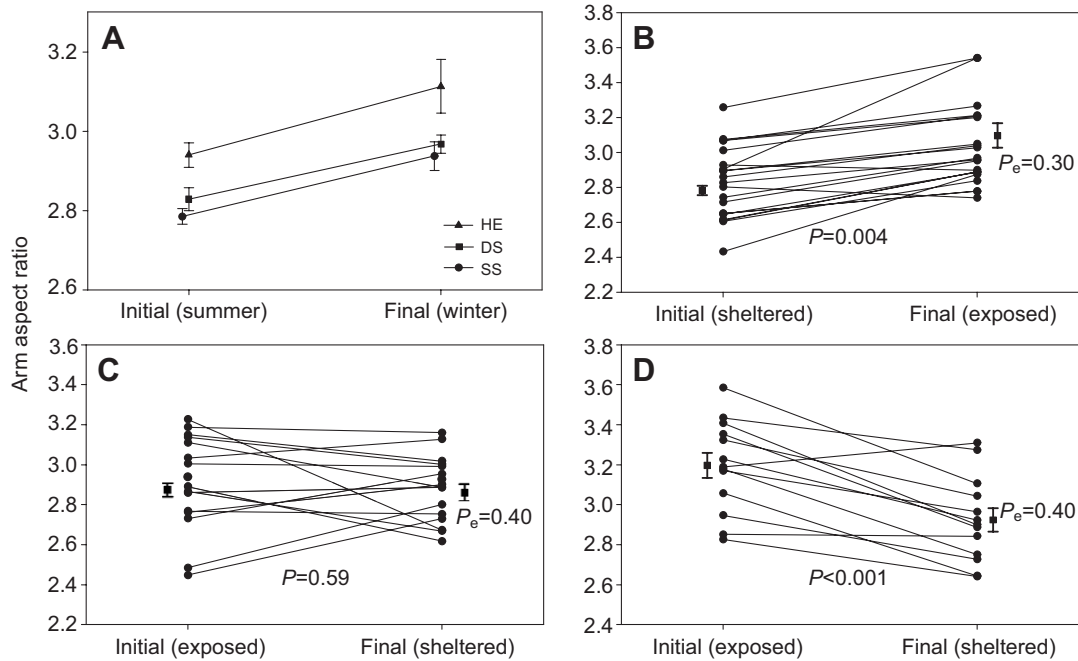 Arm aspect ratio
A
3.2
3.0
2.8
2.6
HE
DS
SS
Initial (summer)
Final (winter)
B
3.8
3.6
3.4
3.2
3.0
2.8
2.6
2.4
2.2
Pe=0.30
P=0.004
Initial (sheltered)
Final (exposed)
C
3.6
3.4
3.2
3.0
2.8
2.6
2.4
2.2
Pe=0.40
P=0.59
Initial (exposed)
Final (sheltered)
D
3.8
3.6
3.4
3.2
3.0
2.8
2.6
2.4
Pe=0.40
P<0.001
Initial (exposed)
Final (sheltered)